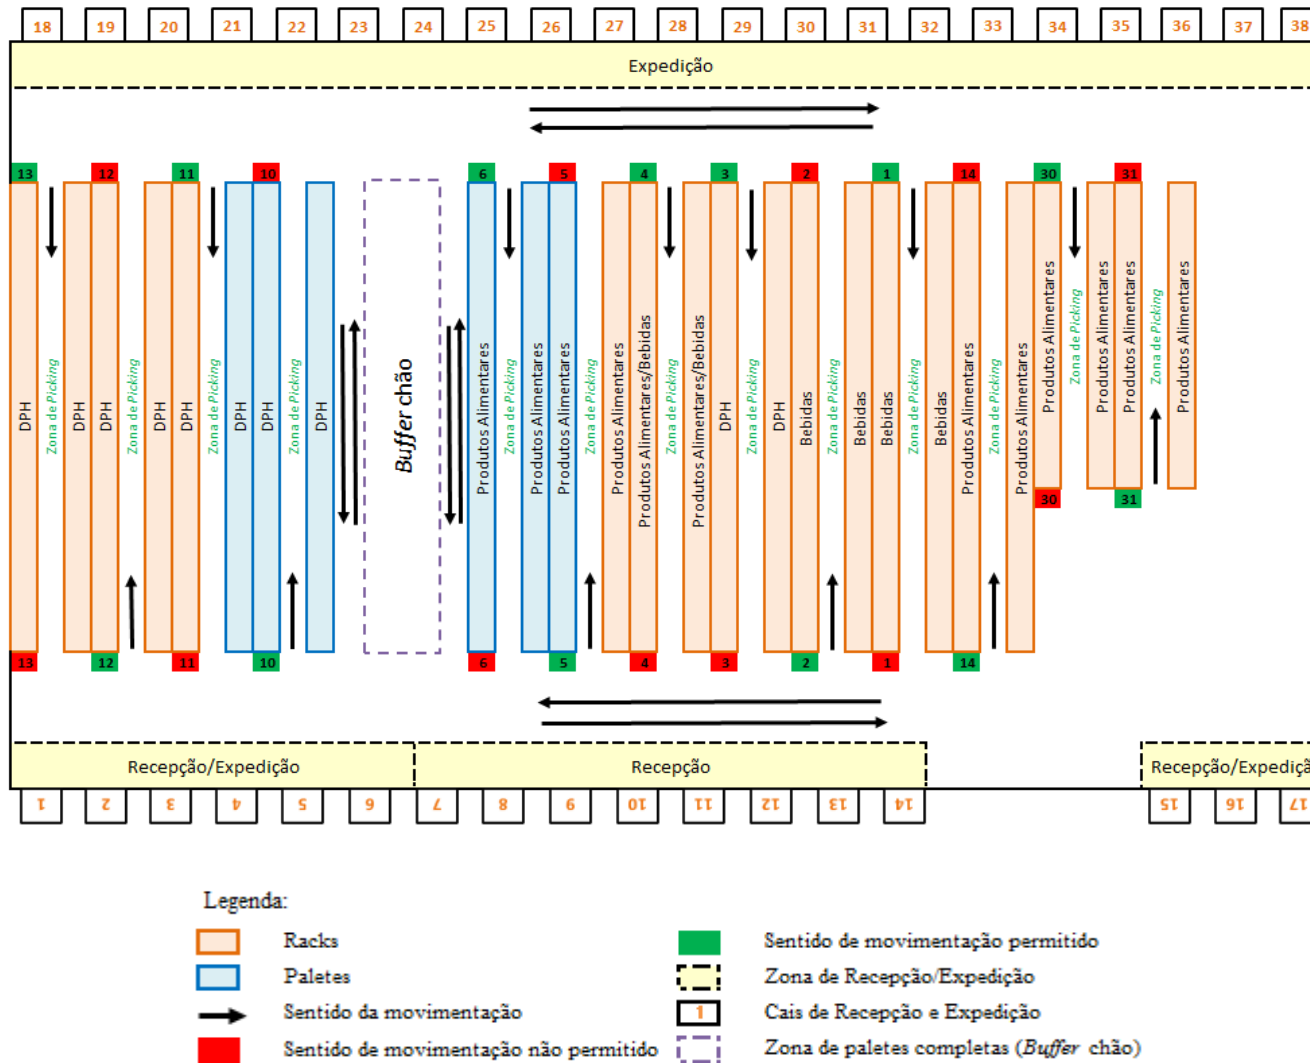 18 19 20 21 22 23 24 25 26 27 28 29 30 31 32 33 34 35 36 37 38
Expedição
13 12 11 10 6 5 4 3 2 1 14 30 31
DPH
Zona de Picking
DPH
DPH
Zona de Picking
DPH
DPH
Zona de Picking
DPH
DPH
Zona de Picking
DPH
Buffer chão
Produtos Alimentares
Zona de Picking
Produtos Alimentares
Produtos Alimentares
Zona de Picking
Produtos Alimentares
Produtos Alimentares/Bebidas
Zona de Picking
Produtos Alimentares/Bebidas
DPH
Zona de Picking
DPH
Bebidas
Zona de Picking
Bebidas
Bebidas
Zona de Picking
Bebidas
Produtos Alimentares
Zona de Picking
Produtos Alimentares
Produtos Alimentares
Zona de Picking
Produtos Alimentares
Produtos Alimentares
Zona de Picking
Produtos Alimentares
30 31
13 12 11 10 6 5 4 3 2 1 14
Recepção/Expedição
Recepção
Recepção/Expediçã
1 2 3 4 5 6 7 8 9 10 11 12 13 14 15 16 17
Legenda:
Racks
Paletes
Sentido da movimentação
Sentido de movimentação não permitido
Sentido de movimentação permitido
Zona de Recepção/Expedição
1
Cais de Recepção e Expedição
Zona de paletes completas (Buffer chão)